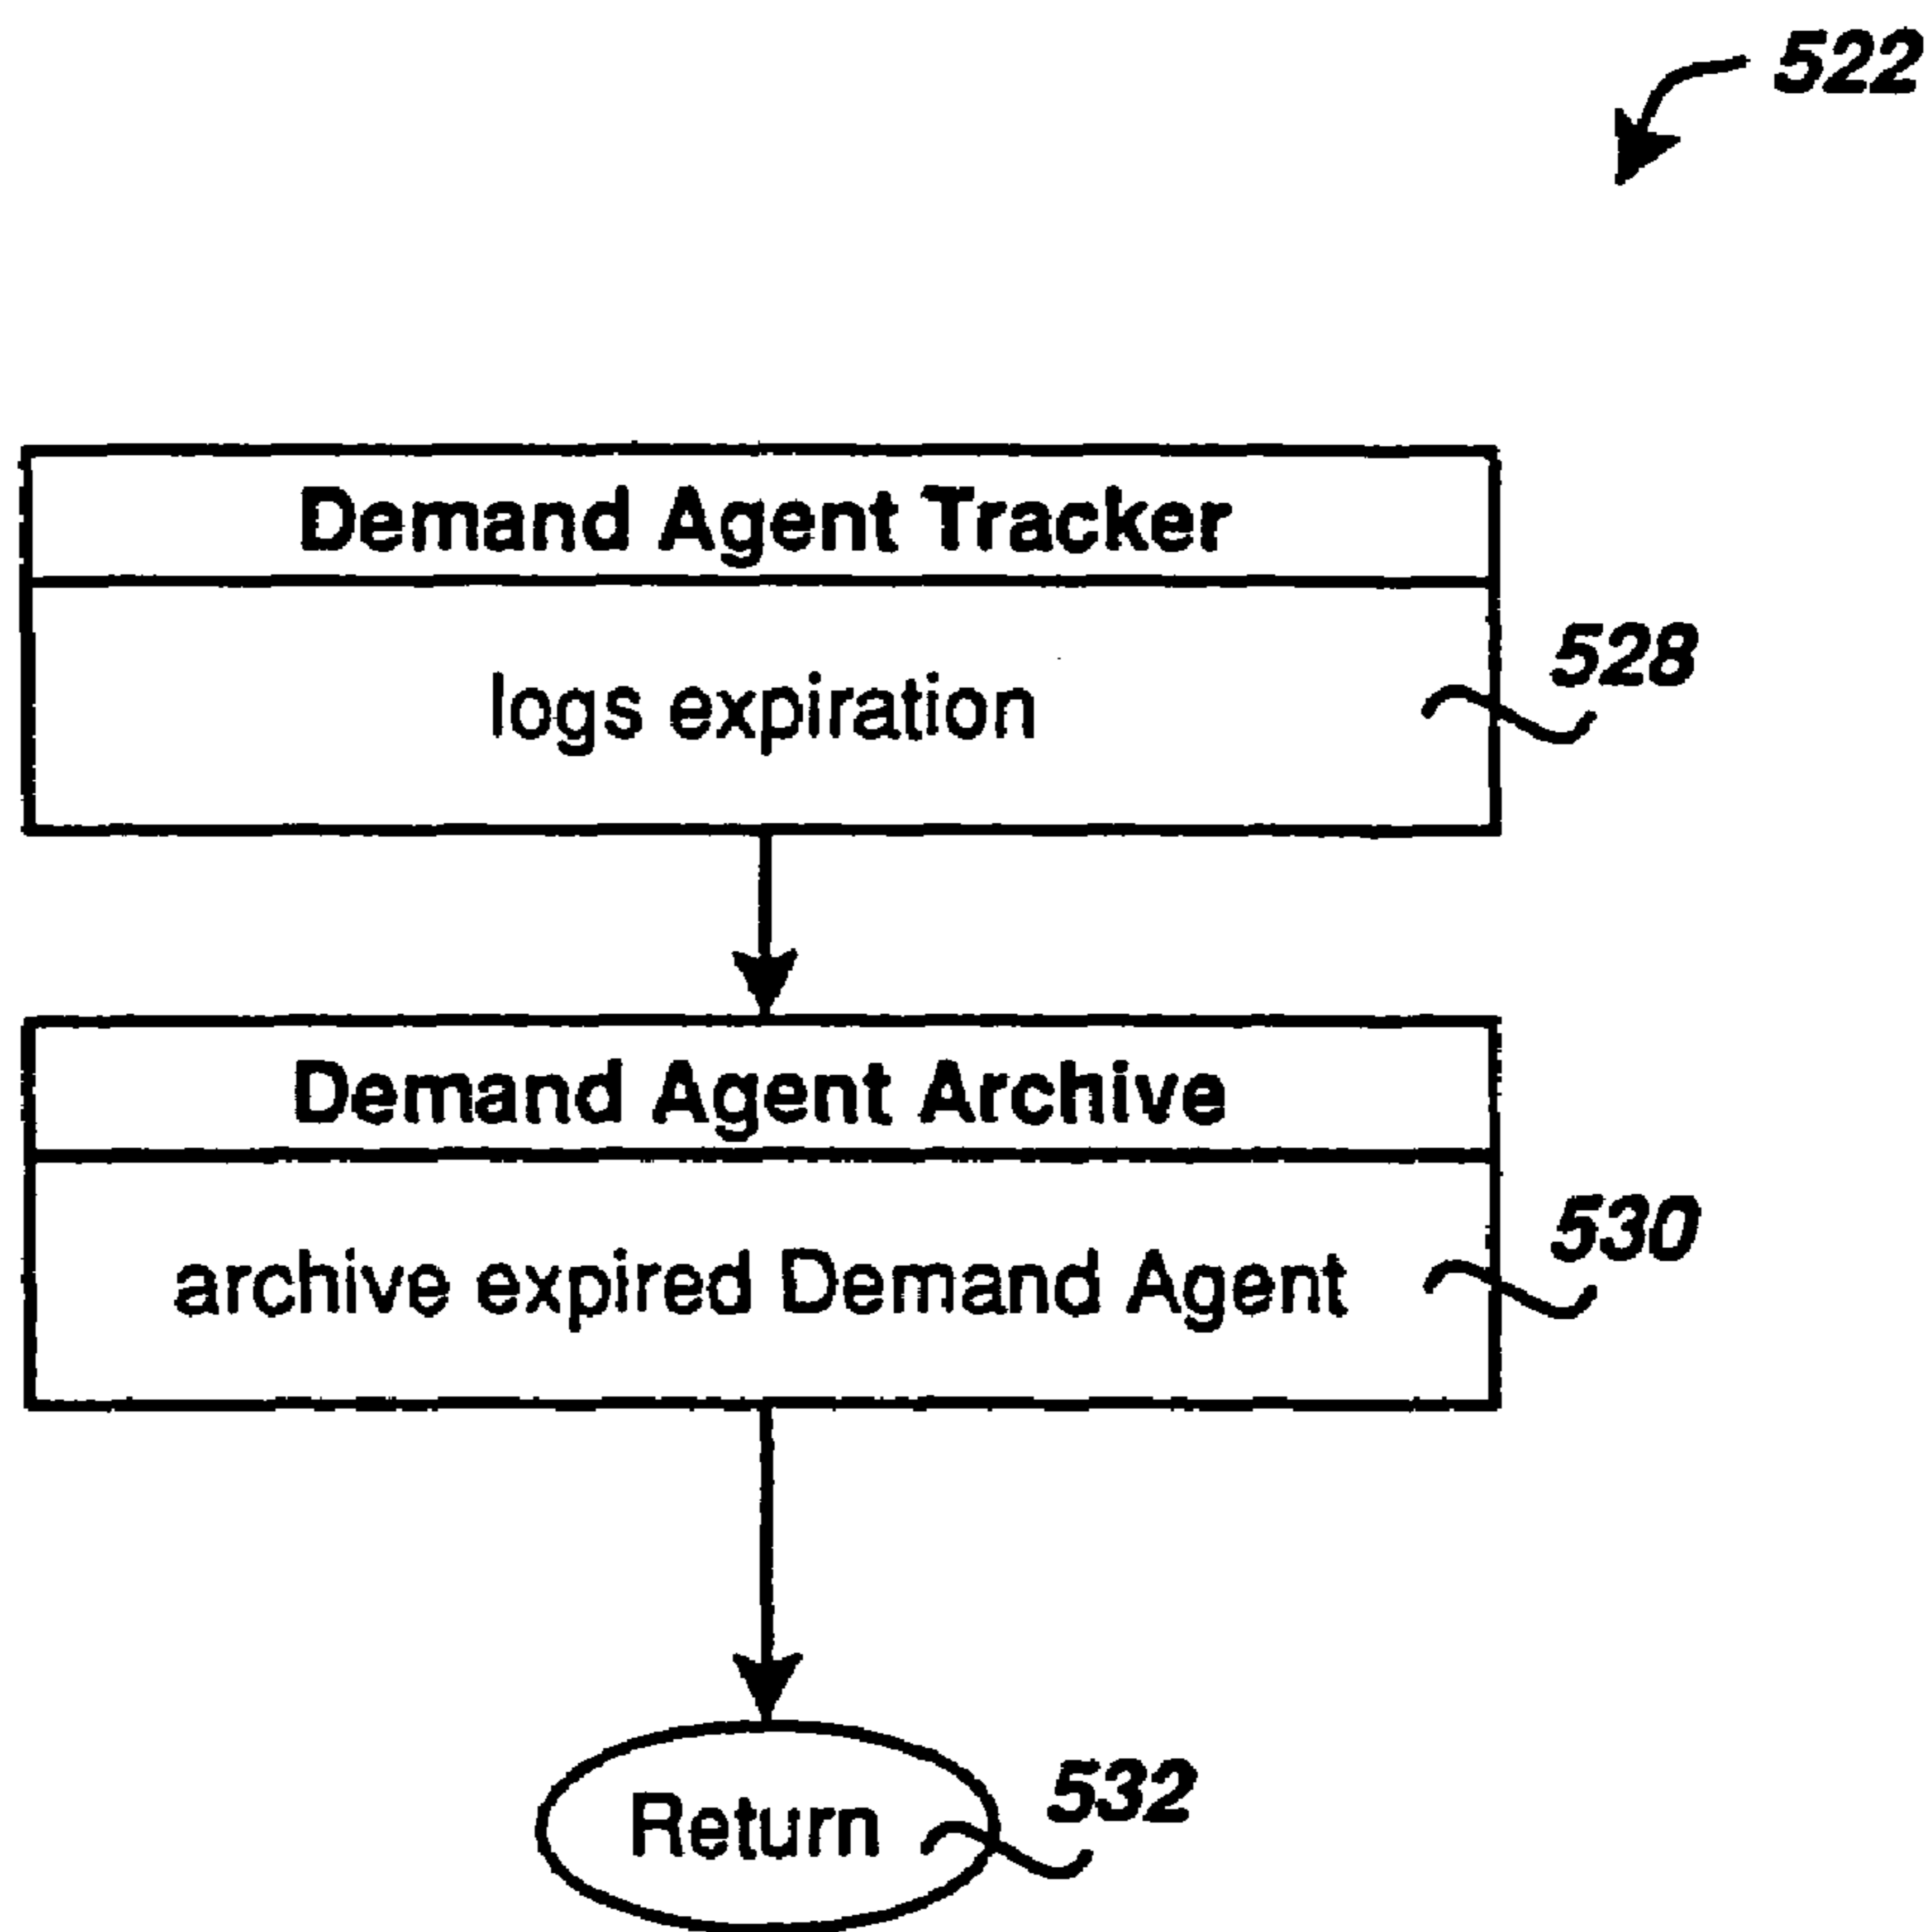 522
Demand Agent Tracker
logs expiration
528
Demand Agent Archive
archive expired Demand Agent
530
Return
532